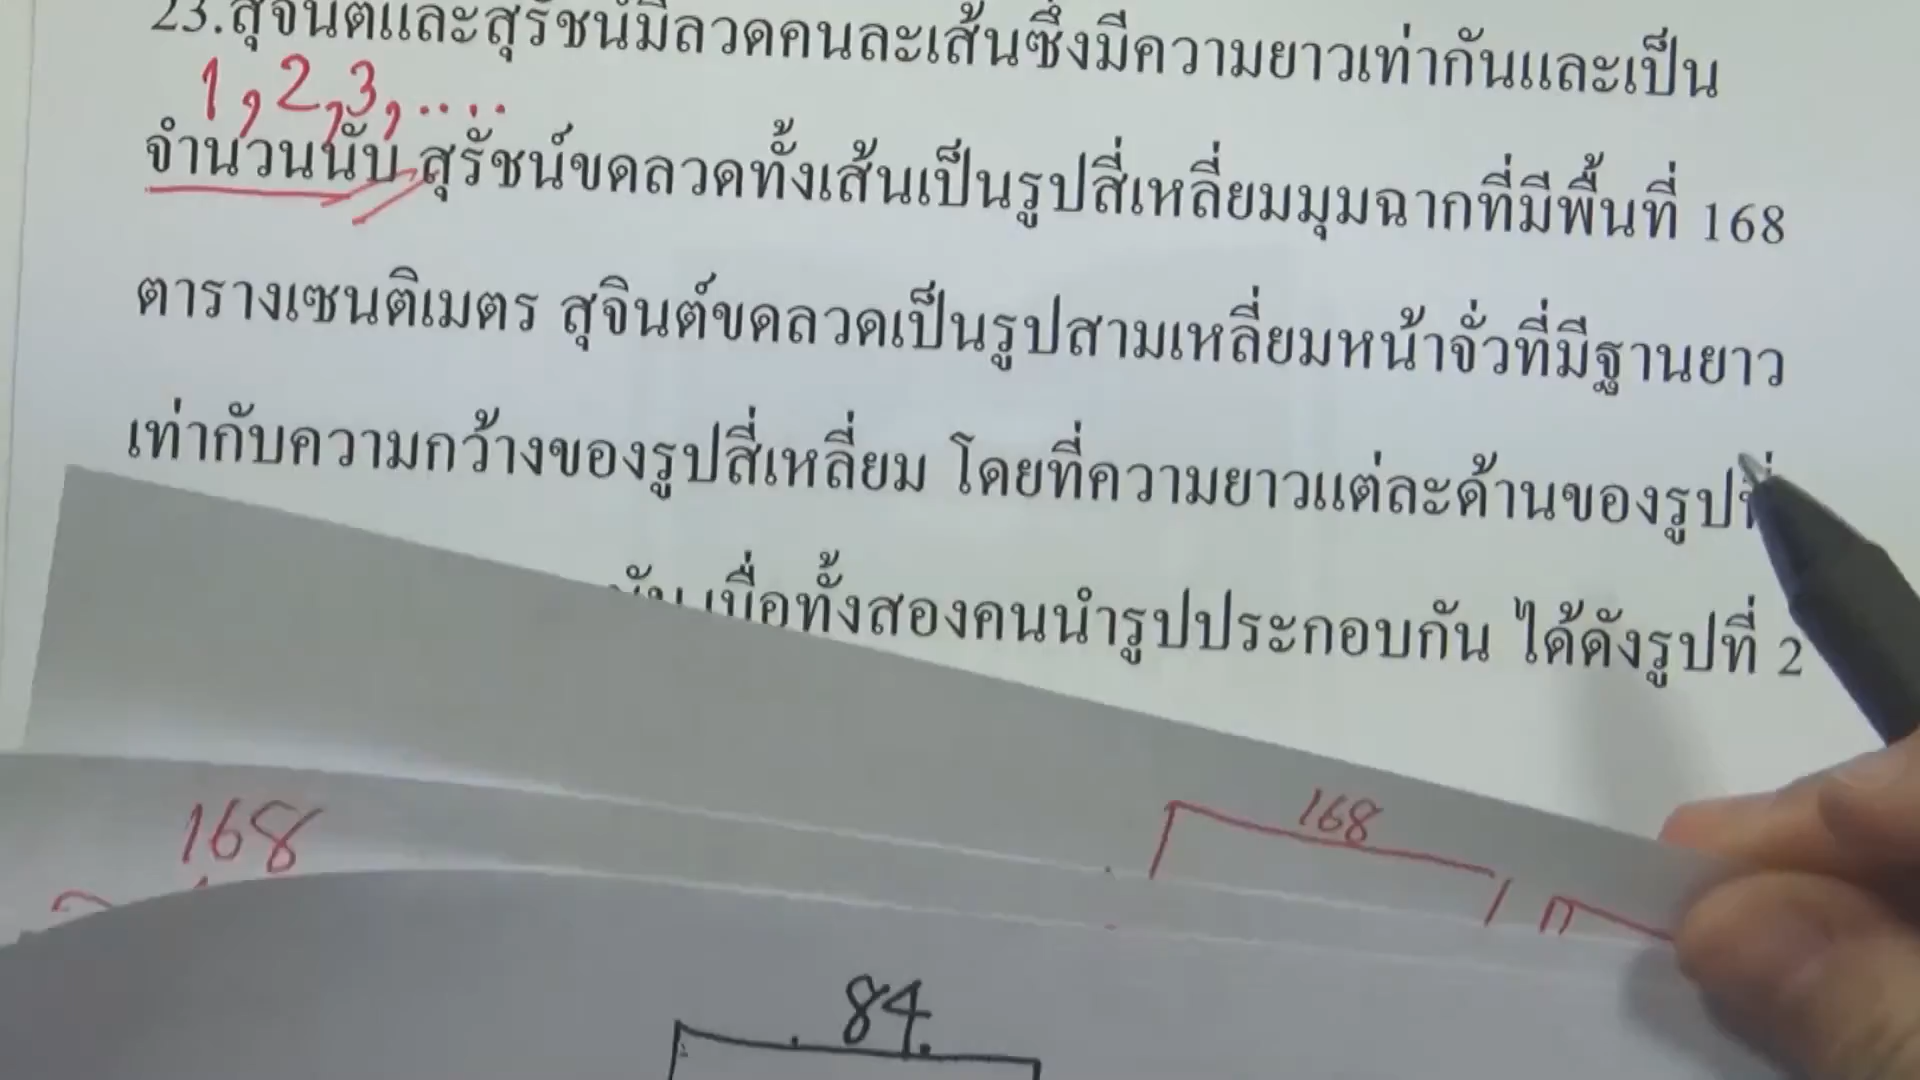 23.สุจินต์และสุรัชน์มีลวดคนละเส้นซึ่งมีความยาวเท่ากันและเป็น
1,2,3,....
จำนวนนับ สุรัชน์ขดลวดทั้งเส้นเป็นรูปสี่เหลี่ยมมุมฉากที่มีพื้นที่ 168
ตารางเซนติเมตร สุจินต์ขดลวดเป็นรูปสามเหลี่ยมหน้าจั่วที่มีฐานยาว
เท่ากับความกว้างของรูปสี่เหลี่ยม โดยที่ความยาวแต่ละด้านของรูปที่
เมื่อทั้งสองคนนำรูปประกอบกัน ได้ดังรูปที่ 2
168
168
84